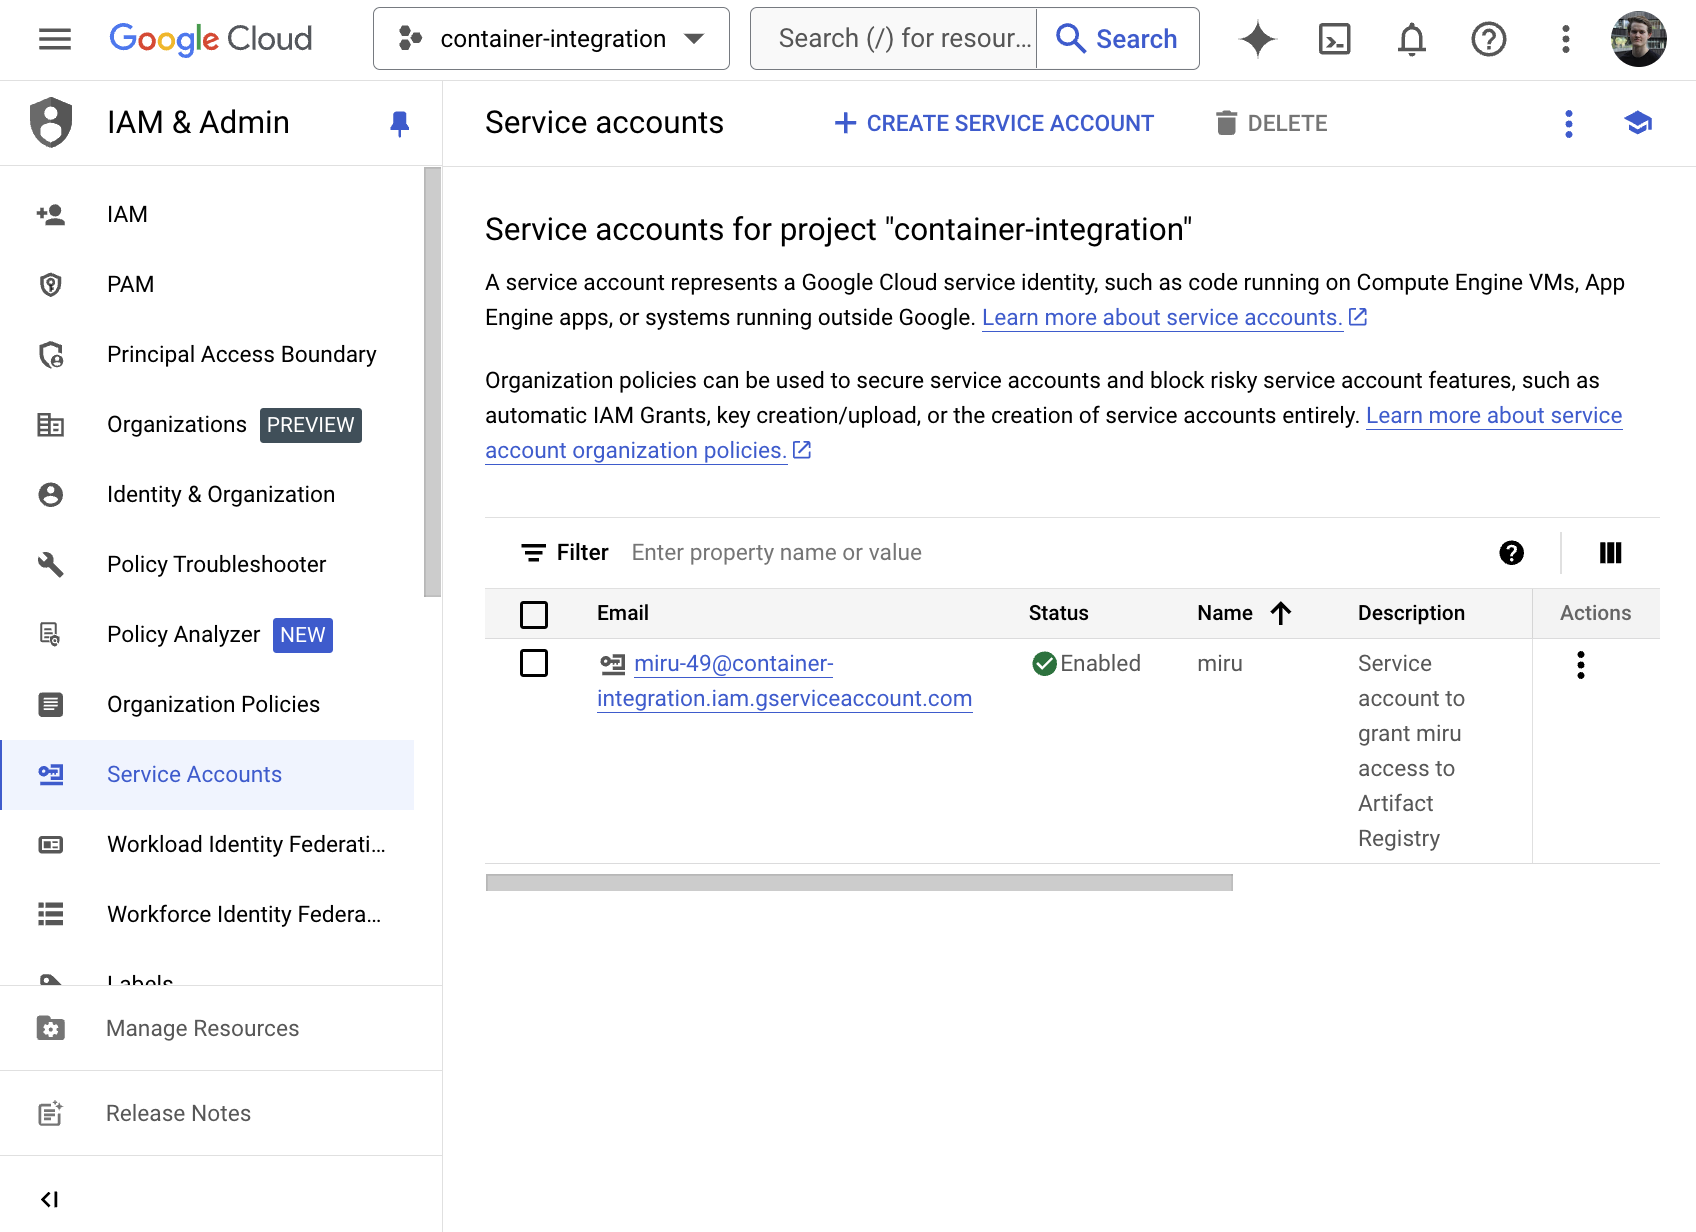 Google Cloud
container-integration
Search (/) for resour...
Search
IAM & Admin
Service accounts
CREATE SERVICE ACCOUNT
DELETE
IAM
PAM
Principal Access Boundary
Organizations PREVIEW
Identity & Organization
Policy Troubleshooter
Policy Analyzer NEW
Organization Policies
Service Accounts
Workload Identity Federati...
Workforce Identity Federa...
Labels
Manage Resources
Release Notes
Service accounts for project "container-integration"
A service account represents a Google Cloud service identity, such as code running on Compute Engine VMs, App
Engine apps, or systems running outside Google. Learn more about service accounts.
Organization policies can be used to secure service accounts and block risky service account features, such as
automatic IAM Grants, key creation/upload, or the creation of service accounts entirely. Learn more about service
account organization policies.
Filter Enter property name or value
Email Status Name Description Actions
miru-49@container-
integration.iam.gserviceaccount.com
Enabled
miru
Service
account to
grant miru
access to
Artifact
Registry